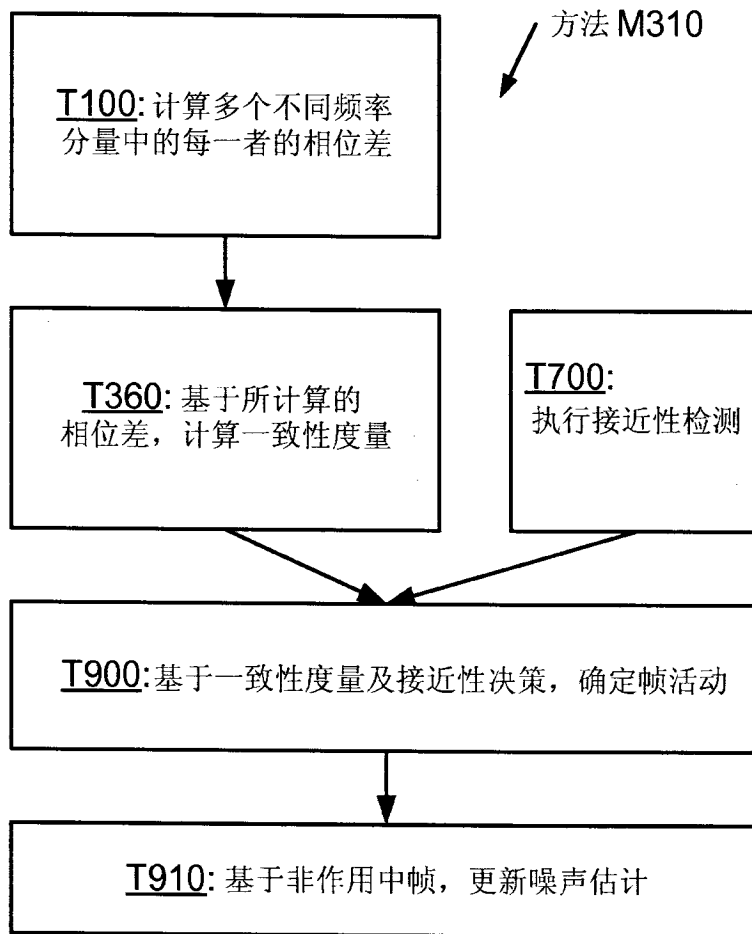 方法 M310
T100: 计算多个不同频率
分量中的每一者的相位差
T360: 基于所计算的
相位差，计算一致性度量
T700:
执行接近性检测
T900:基于一致性度量及接近性决策，确定帧活动
T910: 基于非作用中帧，更新噪声估计